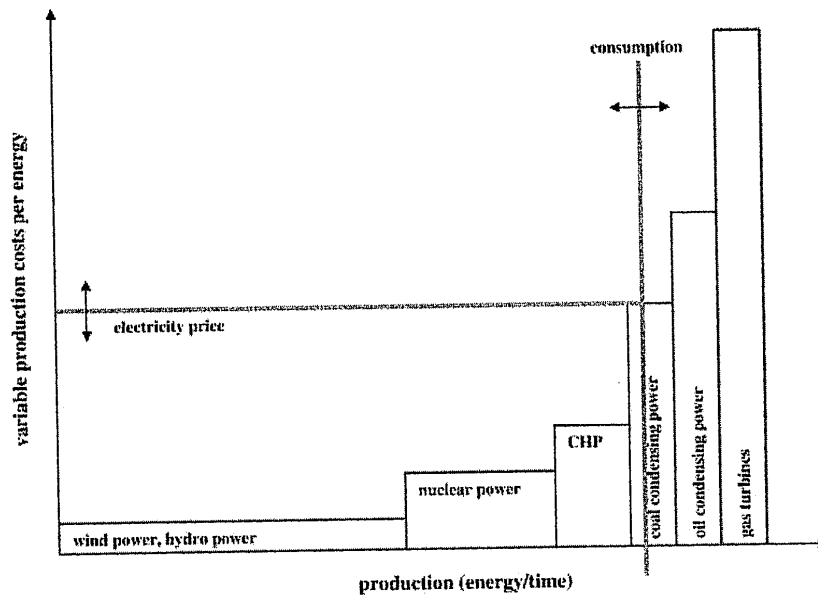 consumption
variable production costs per energy
electricity price
CHP
nuclear power
wind power, hydro power
coal condensing power
oil condensing power
gas turbines
production (energy/time)